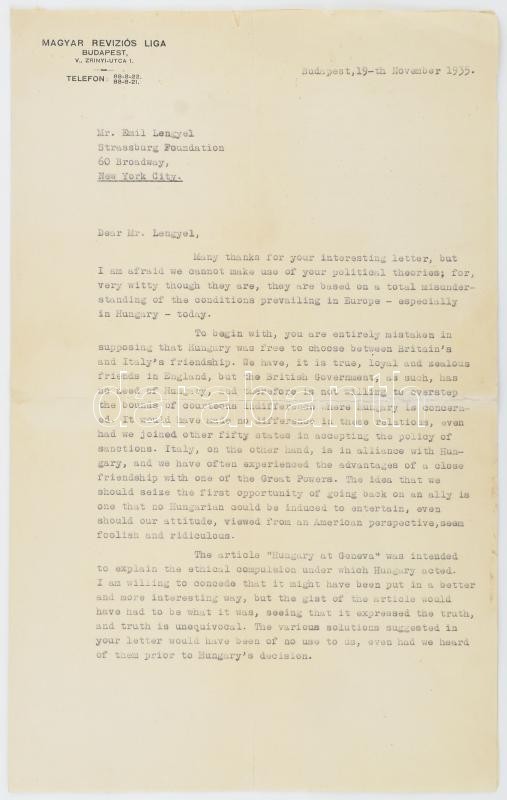 MAGYAR REVIZIÓS LIGA
BUDAPEST,
V., ZRINYI-UTCA 1.
TELEFON: 88-8-22.
88-8-21.
Budapest,19-th November 1935.
Mr. Emil Lengyel
Strassburg Foundation
60 Broadway,
New York City.
Dear Mr. Lengyel,
Many thanks for your interesting letter, but
I am afraid we cannot make use of your political theories; for,
very witty though they are, they are based on a total misunder-
standing of the conditions prevailing in Europe - especially
in Hungary - today.
To begin with, you are entirely mistaken in
supposing that Hungary was free to choose between Britain's
and Italy's friendship. We have, it is true, loyal and zealous
friends in England, but the British Government, as such, has
no need of Hungary, and therefore is not willing to overstep
the bounds of courteous indifference where Hungary is concern-
ed. It would have made no difference in those relations, even
had we joined other fifty states in accepting the policy of
sanctions. Italy, on the other hand, is in alliance with Hun-
gary, and we have often experienced the advantages of a close
friendship with one of the Great Powers. The idea that we
should seize the first opportunity of going back on an ally is
one that no Hungarian could be induced to entertain, even
should our attitude, viewed from an American perspective,seem
foolish and ridiculous.
The article "Hungary at Geneva" was intended
to explain the ethical compulsion under which Hungary acted.
I am willing to concede that it might have been put in a better
and more interesting way, but the gist of the article would
have had to be what it was, seeing that it expressed the truth,
and truth is unequivocal. The various solutions suggested in
your letter would have been of no use to us, even had we heard
of them prior to Hungary's decision.